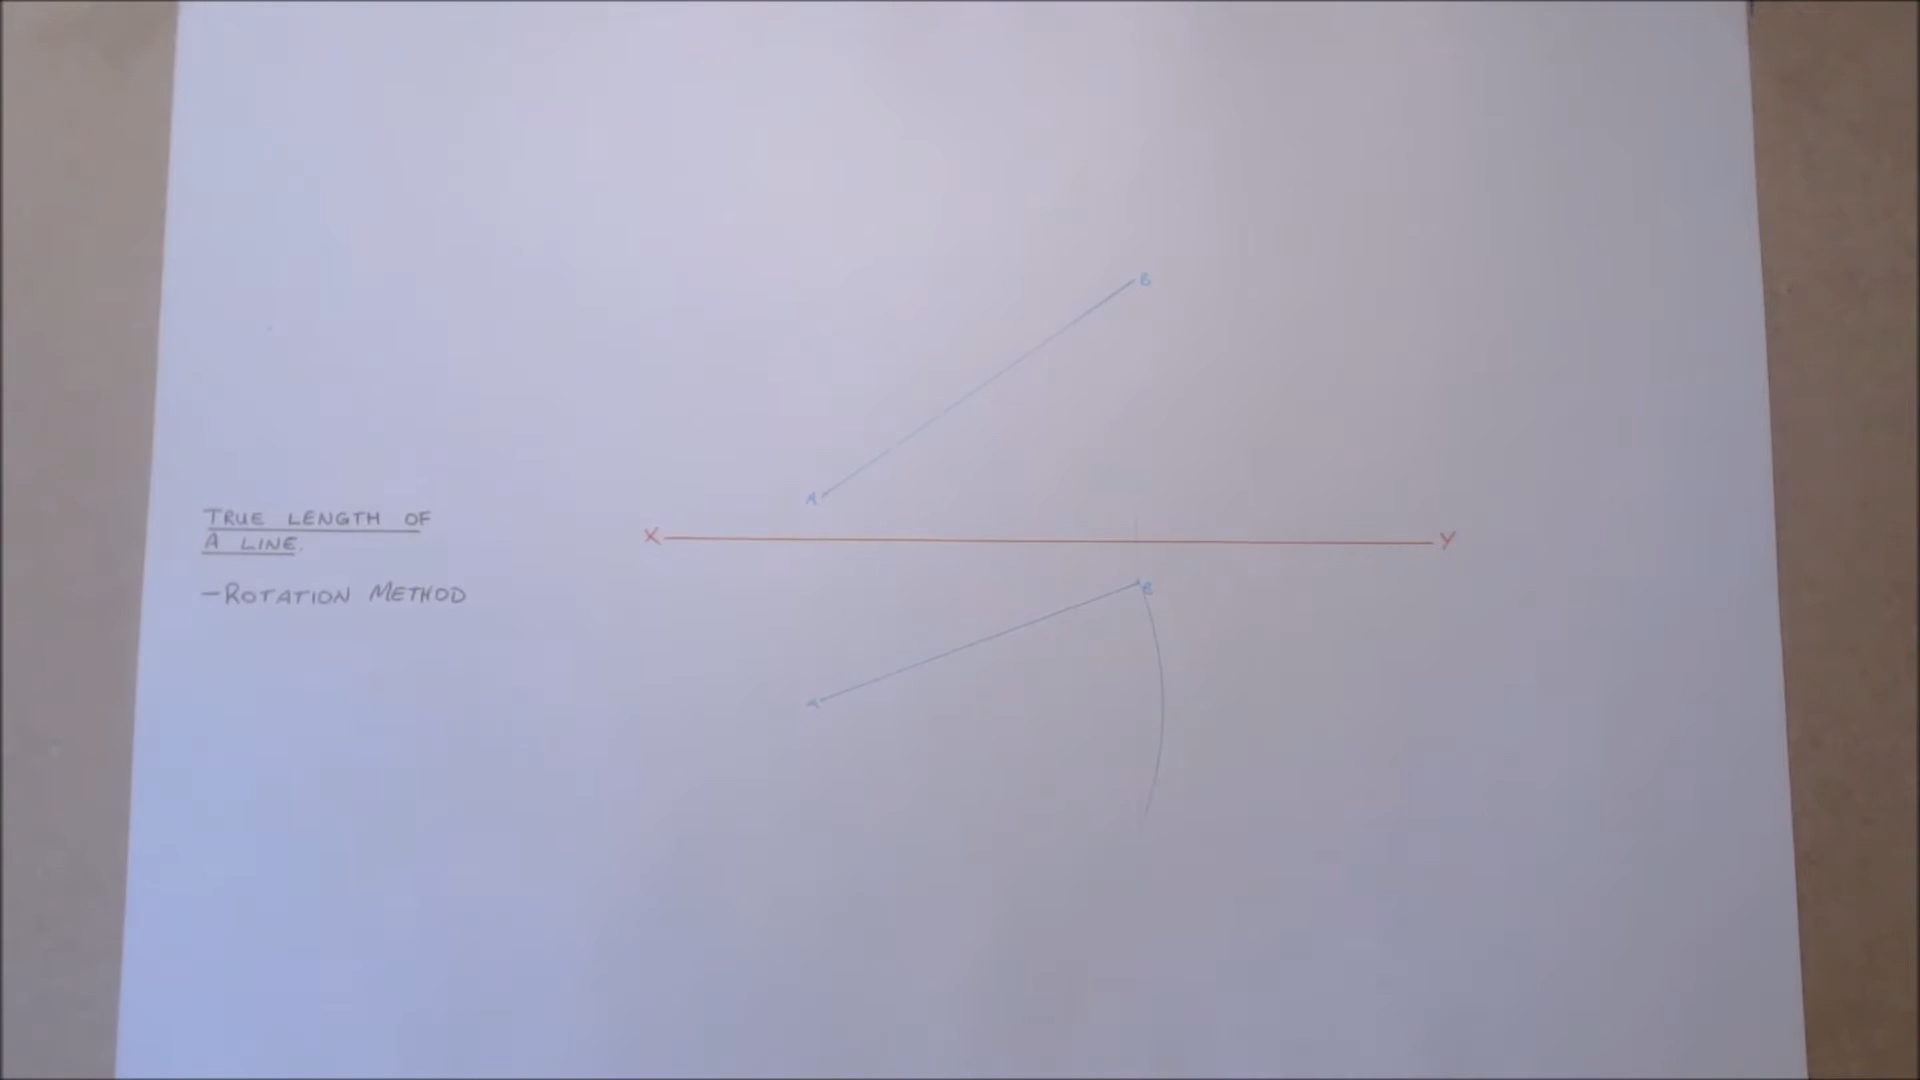 B
A
TRUE LENGTH OF
A LINE.
X
Y
-ROTATION METHOD
B
A